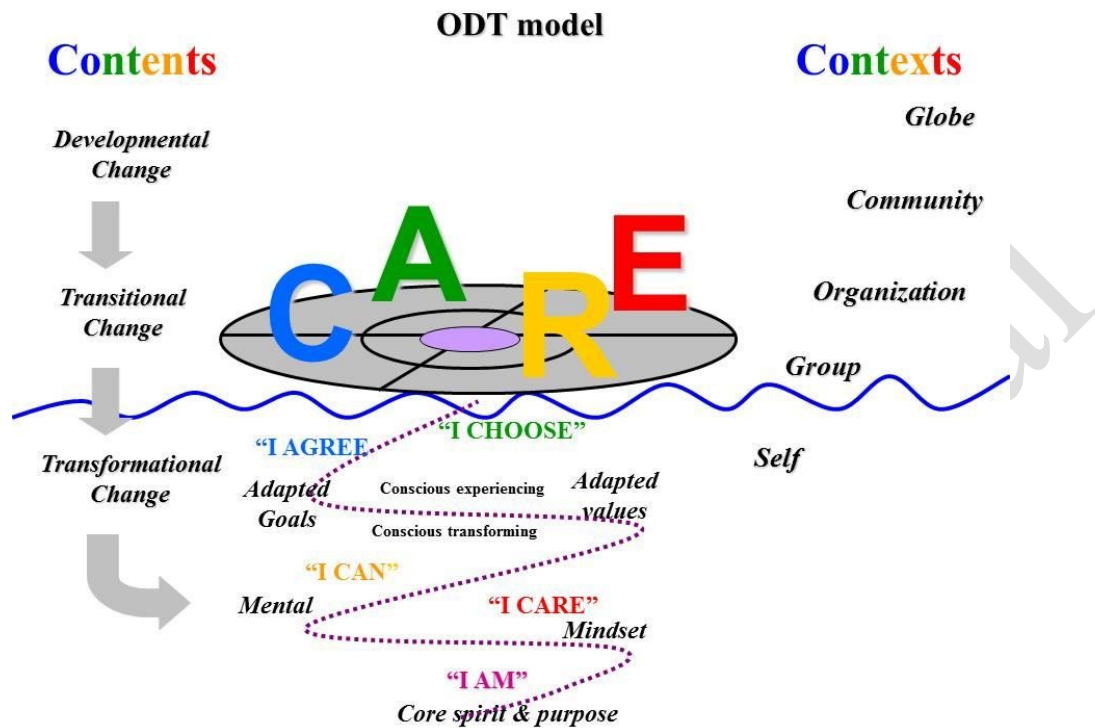 ODT model
Contents
Contexts
Globe
Developmental
Change
Community
C A R E
Transitional
Change
Organization
Group
"I AGREE
"I CHOOSE"
Self
Transformational
Change
Adapted
Goals
Conscious experiencing
Adapted
values
Conscious transforming
"I CAN"
Mental
"I CARE"
Mindset
"I AM"
Core spirit & purpose